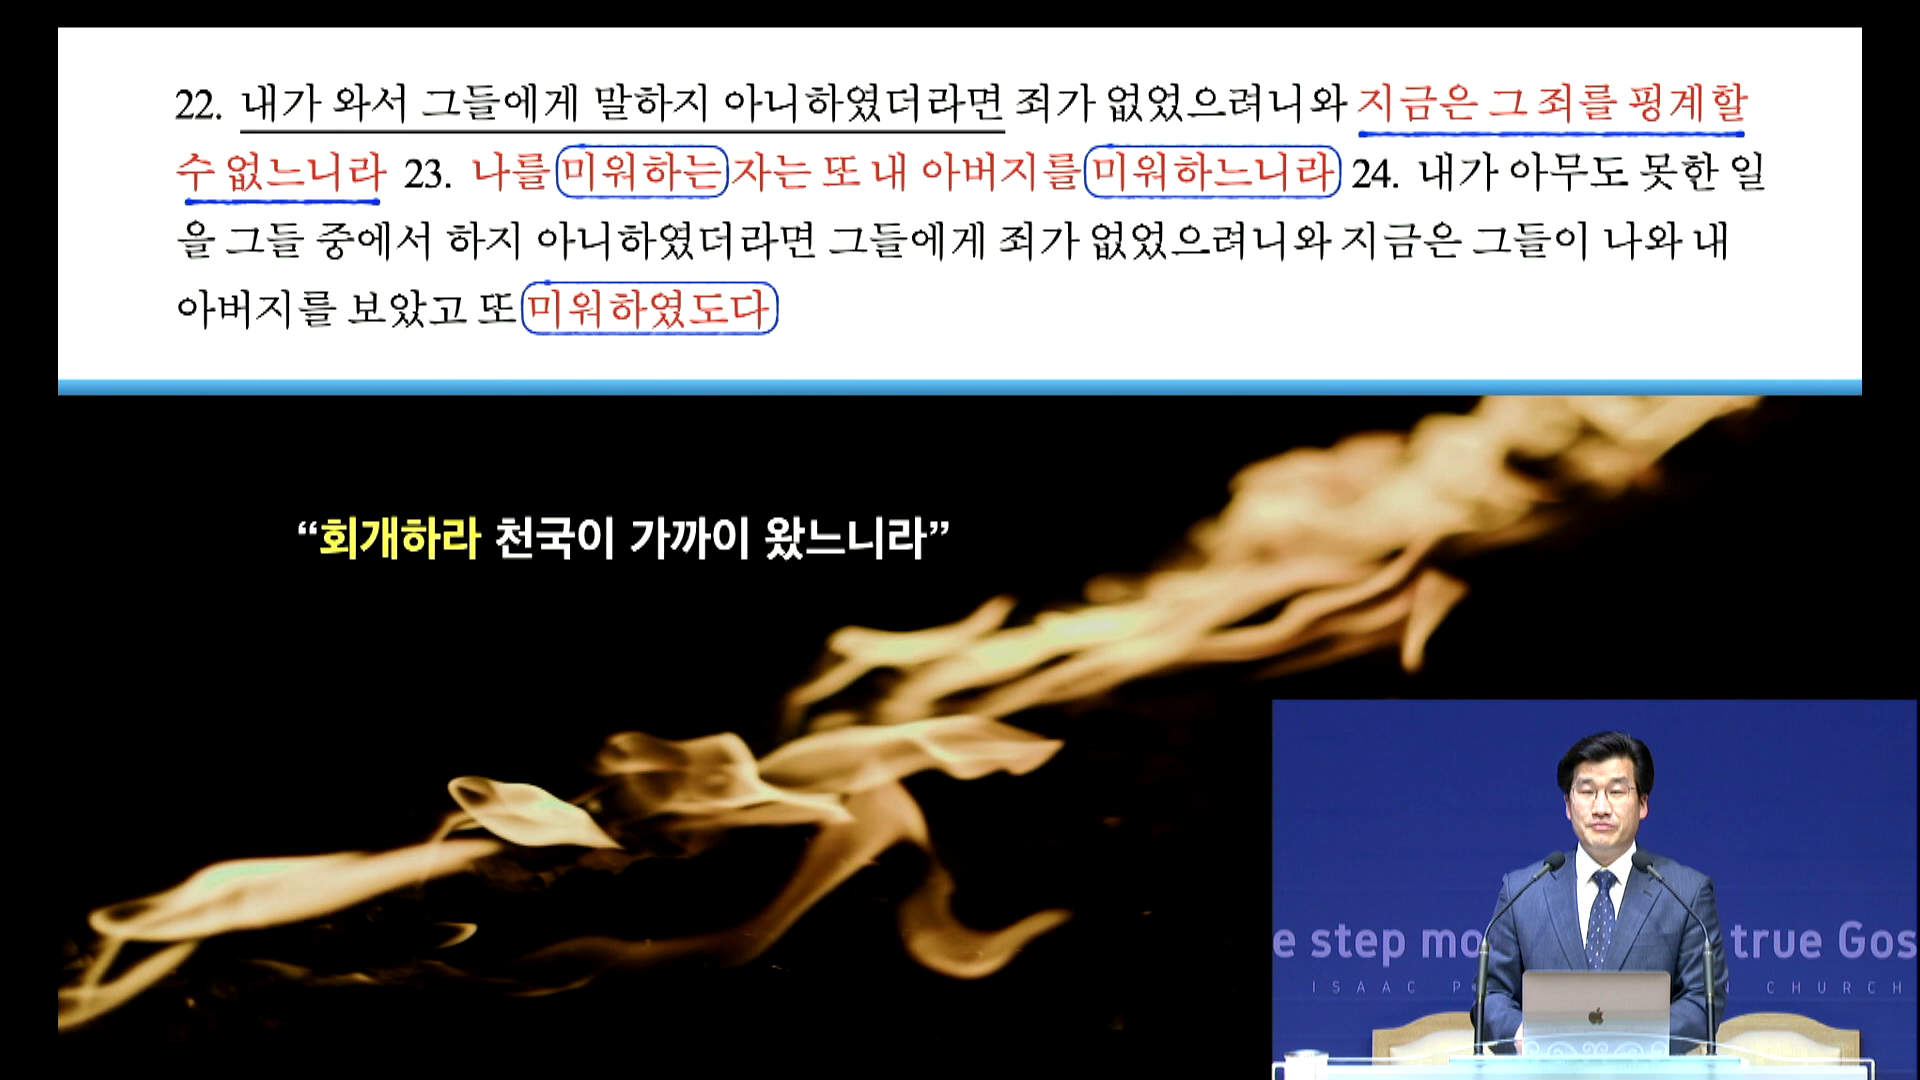 22. 내가 와서 그들에게 말하지 아니하였더라면 죄가 없었으려니와 지금은 그 죄를 핑계할
수 없느니라 23. 나를 미워하는 자는 또 내 아버지를 미워하느니라 24. 내가 아무도 못한 일
을 그들 중에서 하지 아니하였더라면 그들에게 죄가 없었으려니와 지금은 그들이 나와 내
아버지를 보았고 또 미워하였도다
“회개하라 천국이 가까이 왔느니라”
e step mo true Gos
ISAAC P N CHURCH